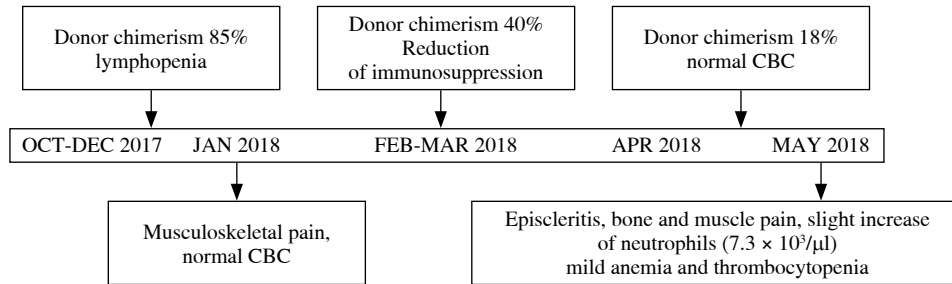 Donor chimerism 85%
lymphopenia
Donor chimerism 40%
Reduction
of immunosuppression
Donor chimerism 18%
normal CBC
OCT-DEC 2017 JAN 2018 FEB-MAR 2018 APR 2018 MAY 2018
Musculoskeletal pain,
normal CBC
Episcleritis, bone and muscle pain, slight increase
of neutrophils (7.3 × 10³/µl)
mild anemia and thrombocytopenia